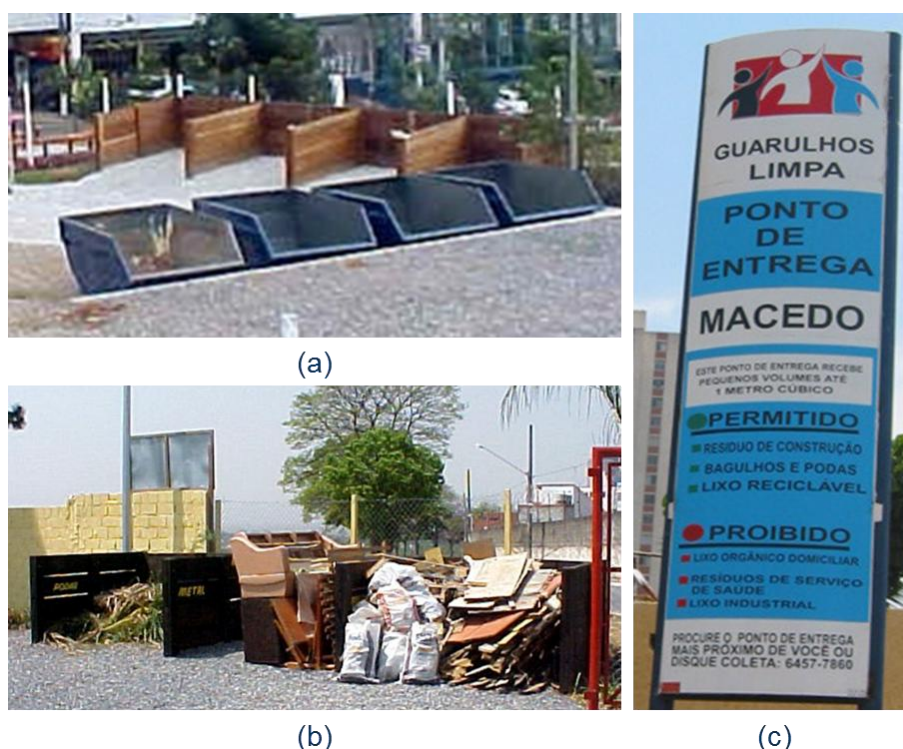 (a)
PODAS
METAL
(b)
GUARULHOS
LIMPA
PONTO
DE
ENTREGA
MACEDO
ESTE PONTO DE ENTREGA RECEBE
PEQUENOS VOLUMES ATÉ
1 METRO CÚBICO
PERMITIDO
RESIDUO DE CONSTRUÇÃO
BAGULHOS E PODAS
LIXO RECICLÁVEL
PROIBIDO
LIXO ORGÂNICO DOMICILIAR
RESÍDUOS DE SERVIÇO
DE SAÚDE
LIXO INDUSTRIAL
PROCURE O PONTO DE ENTREGA
MAIS PRÓXIMO DE VOCÊ OU
DISQUE COLETA: 6457-7860
(c)